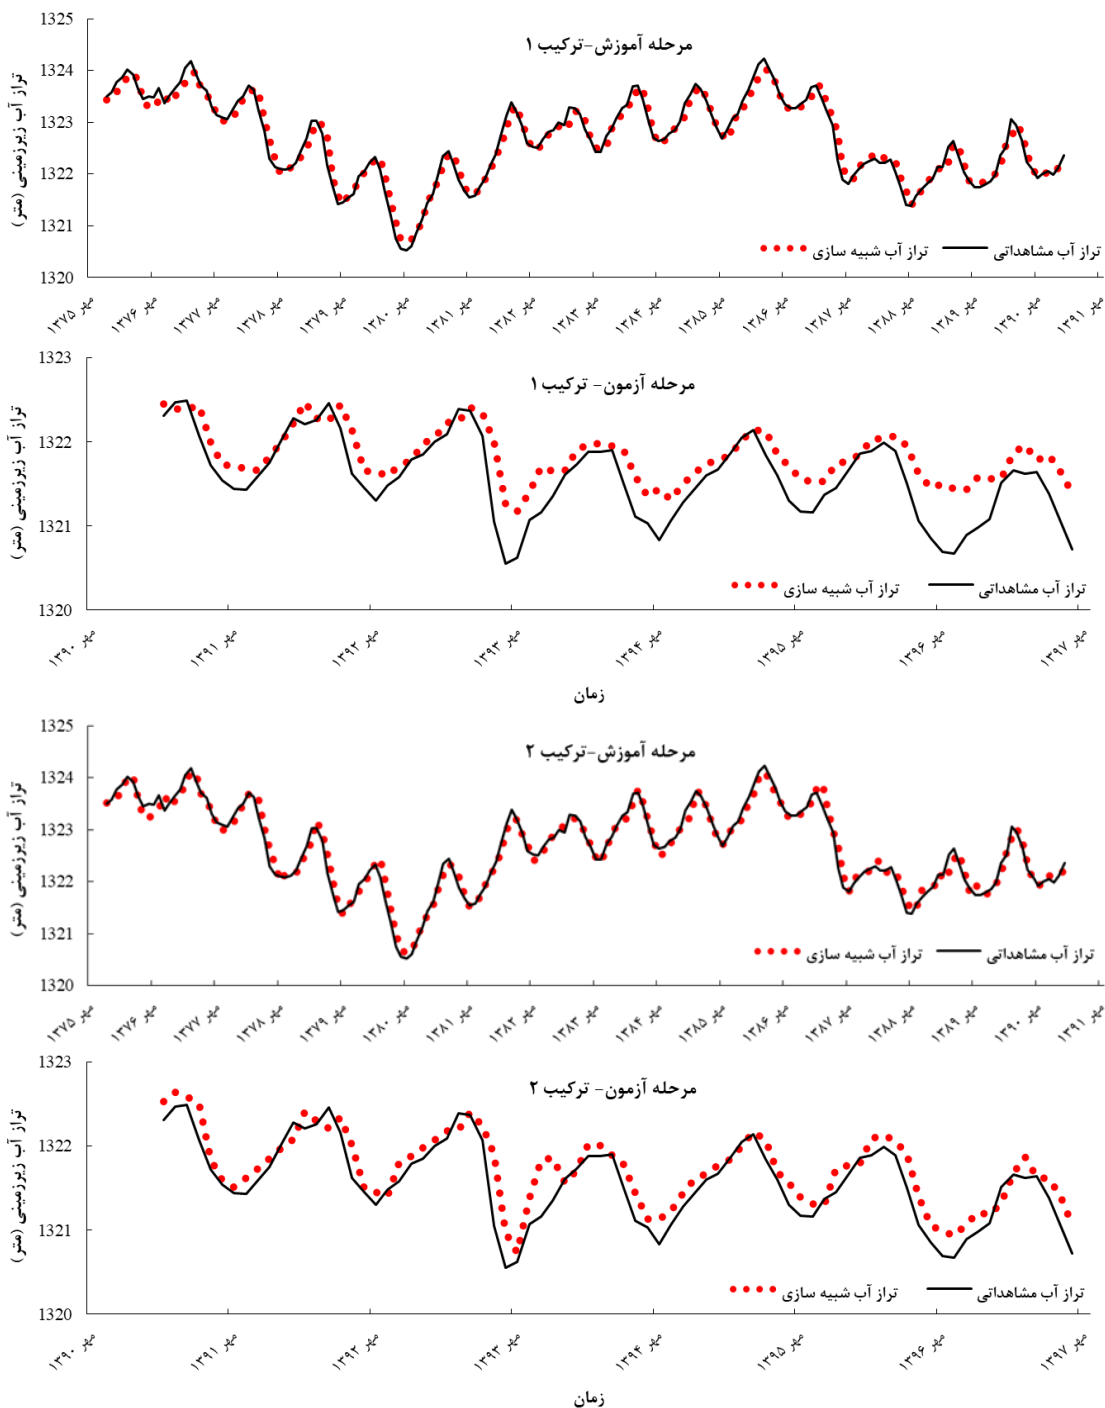 مرحله آموزش-ترکیب ۱
تراز آب زیرزمینی (متر)
1325
1324
1323
1322
1321
1320
تراز آب مشاهداتی تراز آب شبیه سازی
مهر ۱۳۷۵ مهر ۱۳۷۶ مهر ۱۳۷۷ مهر ۱۳۷۸ مهر ۱۳۷۹ مهر ۱۳۸۰ مهر ۱۳۸۱ مهر ۱۳۸۲ مهر ۱۳۸۳ مهر ۱۳۸۴ مهر ۱۳۸۵ مهر ۱۳۸۶ مهر ۱۳۸۷ مهر ۱۳۸۸ مهر ۱۳۸۹ مهر ۱۳۹۰ مهر ۱۳۹۱
مرحله آزمون- ترکیب ۱
تراز آب زیرزمینی (متر)
1323
1322
1321
1320
تراز آب مشاهداتی تراز آب شبیه سازی
مهر ۱۳۹۰ مهر ۱۳۹۱ مهر ۱۳۹۲ مهر ۱۳۹۳ مهر ۱۳۹۴ مهر ۱۳۹۵ مهر ۱۳۹۶ مهر ۱۳۹۷
زمان
مرحله آموزش-ترکیب ۲
تراز آب زیرزمینی (متر)
1325
1324
1323
1322
1321
1320
تراز آب مشاهداتی تراز آب شبیه سازی
مهر ۱۳۷۵ مهر ۱۳۷۶ مهر ۱۳۷۷ مهر ۱۳۷۸ مهر ۱۳۷۹ مهر ۱۳۸۰ مهر ۱۳۸۱ مهر ۱۳۸۲ مهر ۱۳۸۳ مهر ۱۳۸۴ مهر ۱۳۸۵ مهر ۱۳۸۶ مهر ۱۳۸۷ مهر ۱۳۸۸ مهر ۱۳۸۹ مهر ۱۳۹۰ مهر ۱۳۹۱
مرحله آزمون- ترکیب ۲
تراز آب زیرزمینی (متر)
1323
1322
1321
1320
تراز آب مشاهداتی تراز آب شبیه سازی
مهر ۱۳۹۰ مهر ۱۳۹۱ مهر ۱۳۹۲ مهر ۱۳۹۳ مهر ۱۳۹۴ مهر ۱۳۹۵ مهر ۱۳۹۶ مهر ۱۳۹۷
زمان